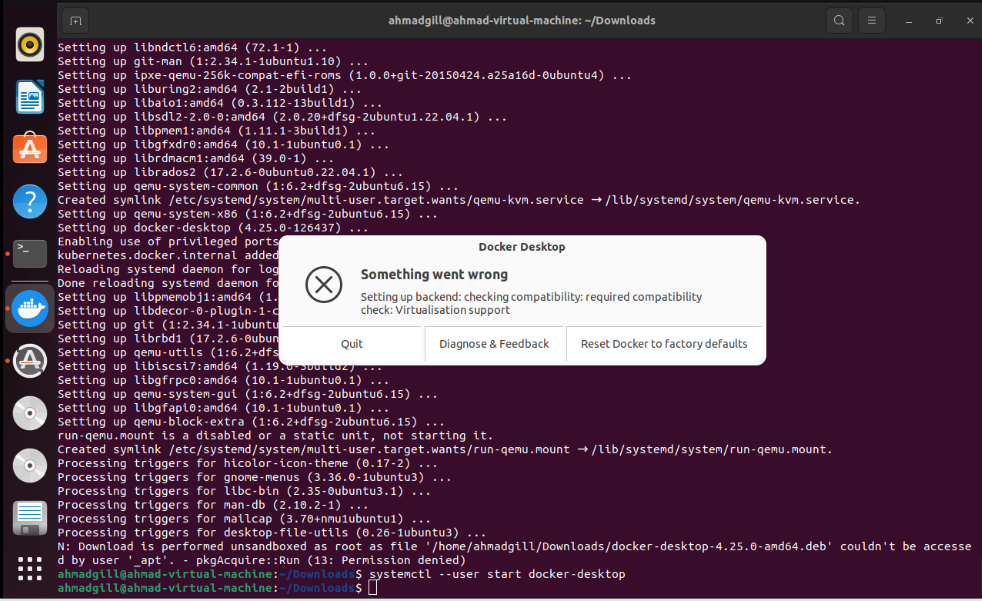 ahmadgill@ahmad-virtual-machine: ~/Downloads
Setting up libndctl6:amd64 (72.1-1) ...
Setting up git-man (1:2.34.1-1ubuntu1.10) ...
Setting up ipxe-qemu-256k-compat-efi-roms (1.0.0+git-20150424.a25a16d-0ubuntu4) ...
Setting up liburing2:amd64 (2.1-2build1) ...
Setting up libaio1:amd64 (0.3.112-13build1) ...
Setting up libsdl2-2.0-0:amd64 (2.0.20+dfsg-2ubuntu1.22.04.1) ...
Setting up libpmem1:amd64 (1.11.1-3build1) ...
Setting up libgfxdr0:amd64 (10.1-1ubuntu0.1) ...
Setting up librdmacm1:amd64 (39.0-1) ...
Setting up librados2 (17.2.6-0ubuntu0.22.04.1) ...
Setting up qemu-system-common (1:6.2+dfsg-2ubuntu6.15) ...
Created symlink /etc/systemd/system/multi-user.target.wants/qemu-kvm.service → /lib/systemd/system/qemu-kvm.service.
Setting up qemu-system-x86 (1:6.2+dfsg-2ubuntu6.15) ...
Setting up docker-desktop (4.25.0-126437) ...
Enabling use of privileged ports
kubernetes.docker.internal added
Reloading systemd daemon for log
Done reloading systemd daemon fo
Setting up libpmemobj1:amd64 (1.
Setting up libdecor-0-plugin-1-c
Setting up git (1:2.34.1-1ubuntu
Setting up librbd1 (17.2.6-0ubun
Setting up qemu-utils (1:6.2+dfs
Setting up libiscsi7:amd64 (1.19.0-3build2) ...
Setting up libgfrpc0:amd64 (10.1-1ubuntu0.1) ...
Setting up qemu-system-gui (1:6.2+dfsg-2ubuntu6.15) ...
Setting up libgfapi0:amd64 (10.1-1ubuntu0.1) ...
Setting up qemu-block-extra (1:6.2+dfsg-2ubuntu6.15) ...
run-qemu.mount is a disabled or a static unit, not starting it.
Created symlink /etc/systemd/system/multi-user.target.wants/run-qemu.mount → /lib/systemd/system/run-qemu.mount.
Processing triggers for hicolor-icon-theme (0.17-2) ...
Processing triggers for gnome-menus (3.36.0-1ubuntu3) ...
Processing triggers for libc-bin (2.35-0ubuntu3.1) ...
Processing triggers for man-db (2.10.2-1) ...
Processing triggers for mailcap (3.70+nmu1ubuntu1) ...
Processing triggers for desktop-file-utils (0.26-1ubuntu3) ...
N: Download is performed unsandboxed as root as file '/home/ahmadgill/Downloads/docker-desktop-4.25.0-amd64.deb' couldn't be accesse
d by user '_apt'. - pkgAcquire::Run (13: Permission denied)
ahmadgill@ahmad-virtual-machine:~/Downloads$ systemctl --user start docker-desktop
ahmadgill@ahmad-virtual-machine:~/Downloads$
Docker Desktop
Something went wrong
Setting up backend: checking compatibility: required compatibility
check: Virtualisation support
Quit
Diagnose & Feedback
Reset Docker to factory defaults